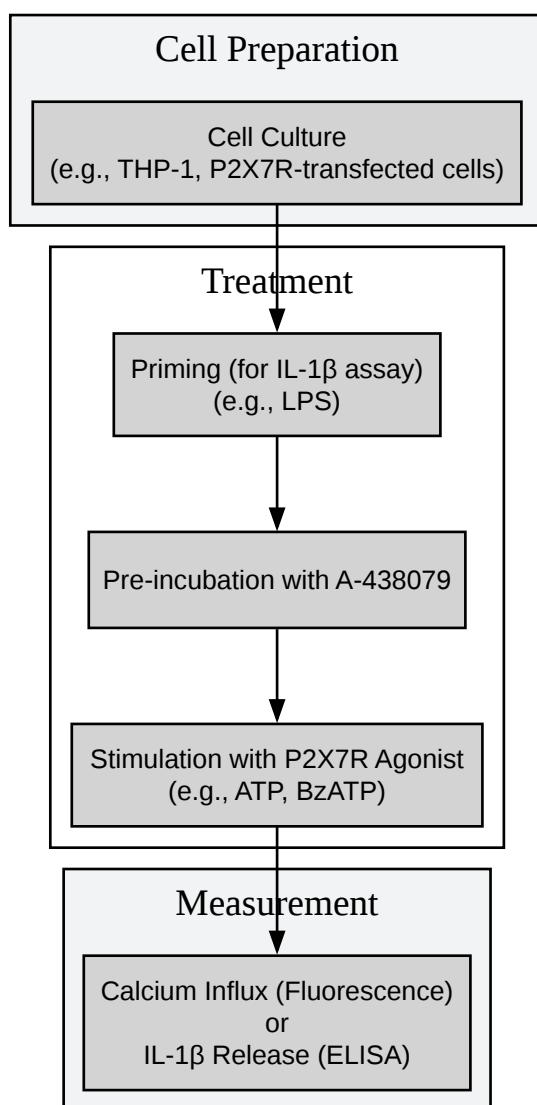 Cell Preparation
Cell Culture
(e.g., THP-1, P2X7R-transfected cells)
Treatment
Priming (for IL-1β assay)
(e.g., LPS)
Pre-incubation with A-438079
Stimulation with P2X7R Agonist
(e.g., ATP, BzATP)
Measurement
Calcium Influx (Fluorescence)
or
IL-1β Release (ELISA)